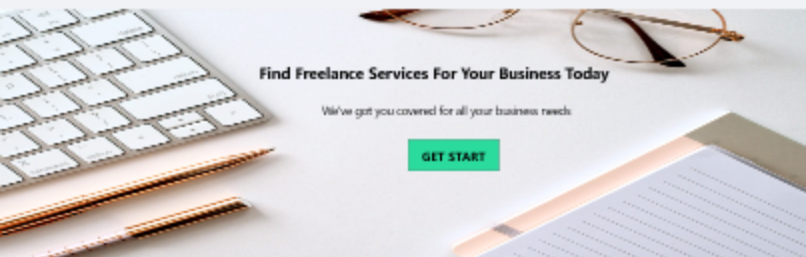 Find Freelance Services For Your Business Today
We've got you covered for all your business needs
GET START